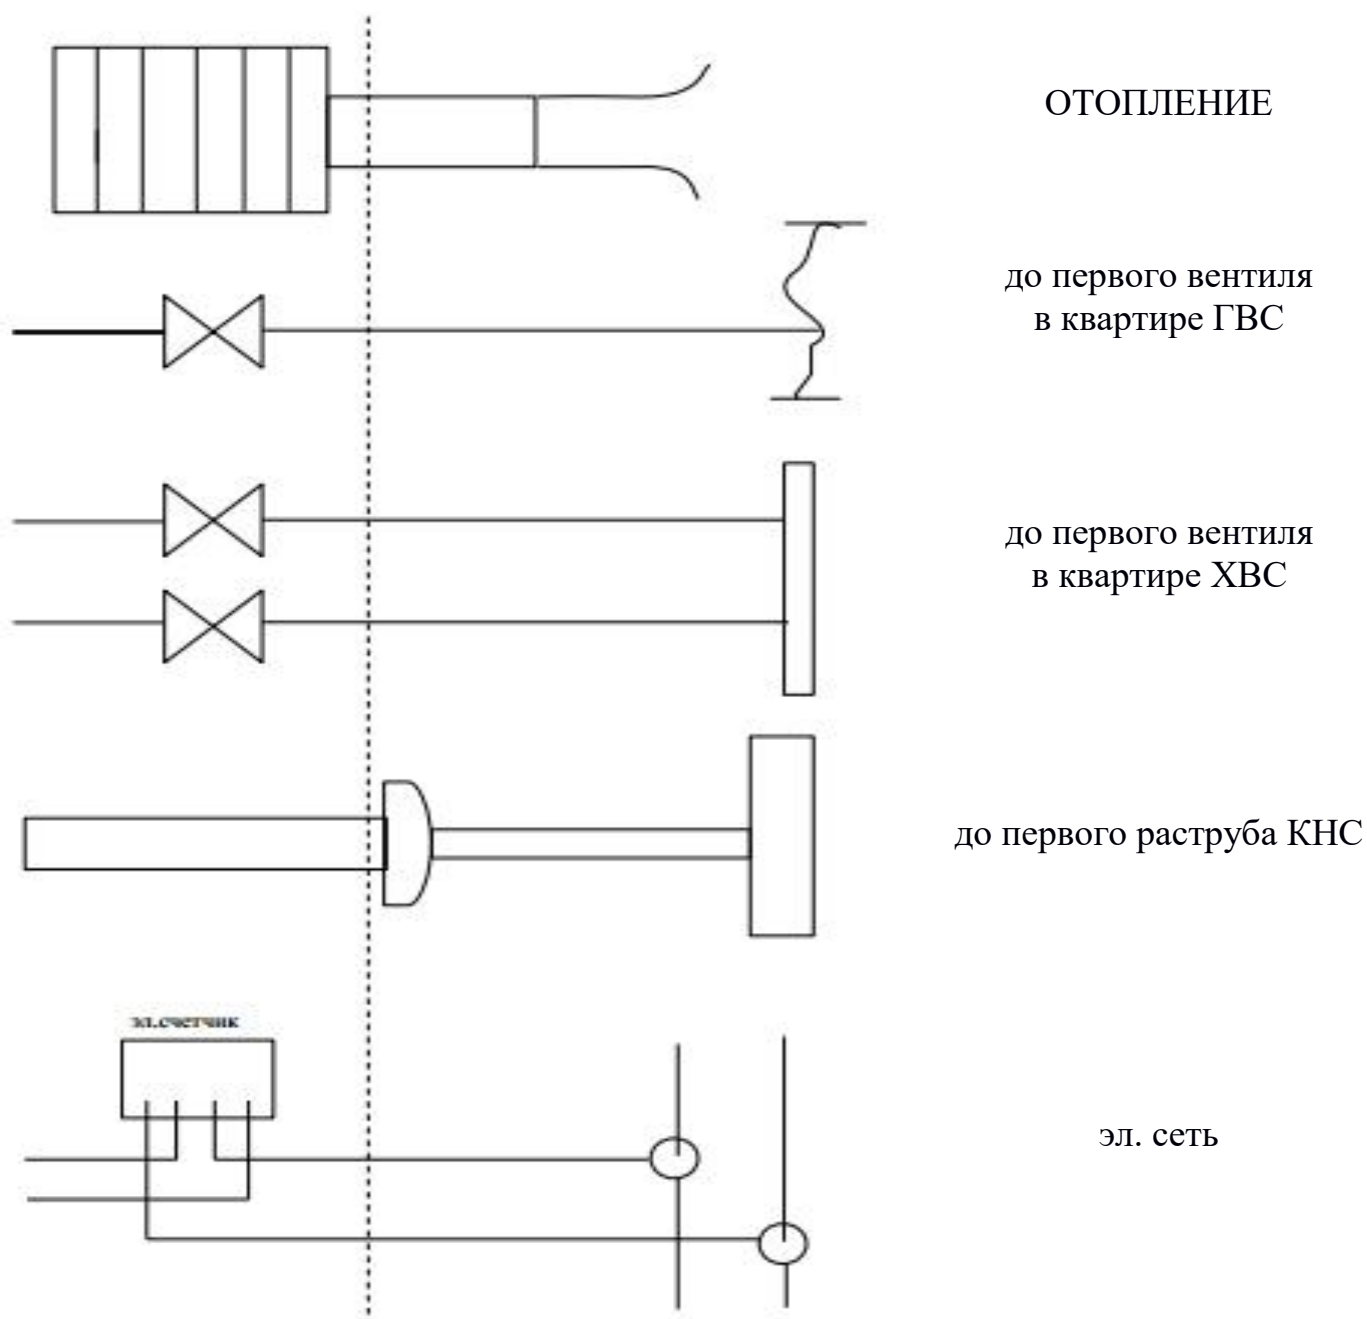 ОТОПЛЕНИЕ
до первого вентиля
в квартире ГВС
до первого вентиля
в квартире ХВС
до первого раструба КНС
эл.счетчик
эл. сеть